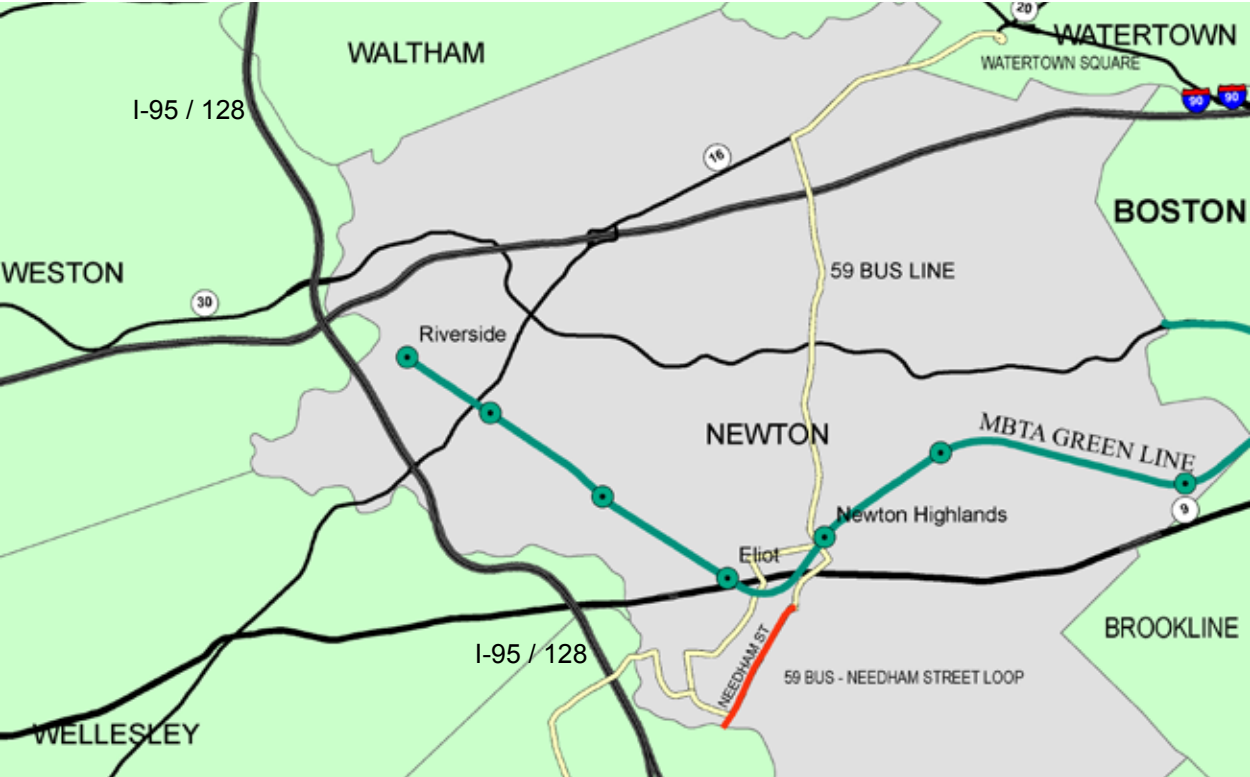 20
WATERTOWN
WATERTOWN SQUARE
WALTHAM
I-95 / 128
90
90
16
BOSTON
WESTON
59 BUS LINE
30
Riverside
NEWTON
MBTA GREEN LINE
9
Newton Highlands
Eliot
BROOKLINE
I-95 / 128
NEEDHAM ST
59 BUS - NEEDHAM STREET LOOP
WELLESLEY